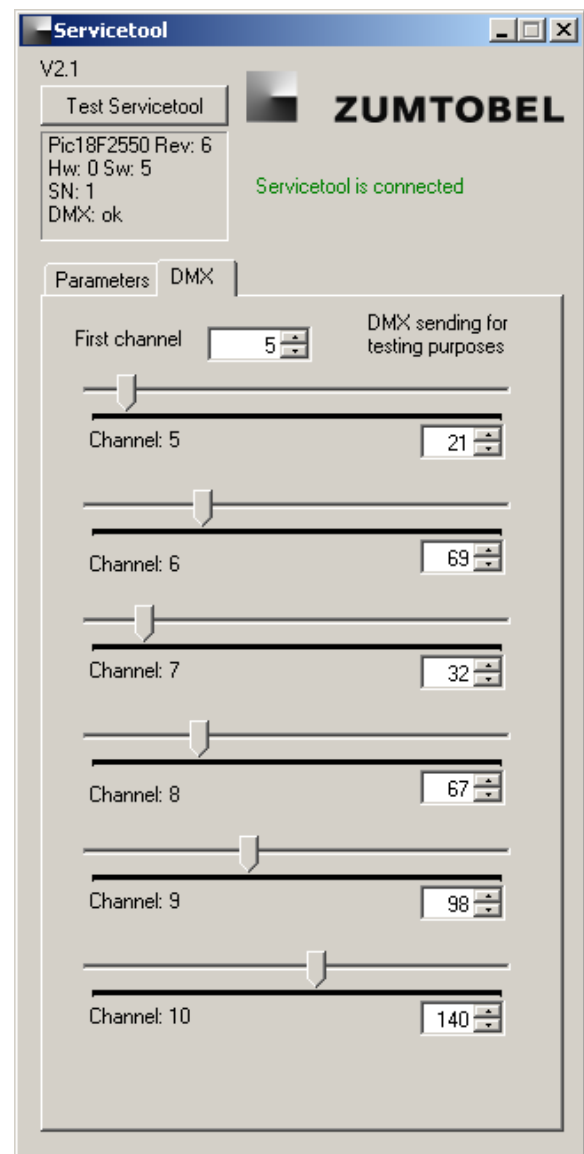 Servicetool
V2.1
Test Servicetool
ZUMTOBEL
Pic18F2550 Rev: 6
Hw: 0 Sw: 5
SN: 1
DMX: ok
Servicetool is connected
Parameters DMX
First channel 5
DMX sending for
testing purposes
Channel: 5 21
Channel: 6 69
Channel: 7 32
Channel: 8 67
Channel: 9 98
Channel: 10 140